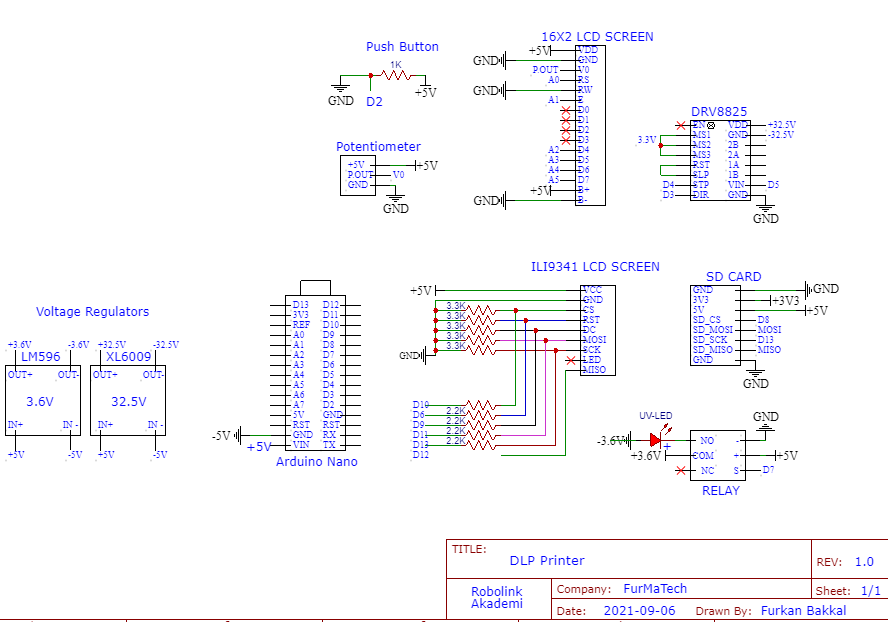 Push Button
1K
GND
D2
+5V
Potentiometer
+5V
P.OUT
GND
+5V
V0
GND
16X2 LCD SCREEN
+5V
VDD
GND
GND
P.OUT
V0
A0
RS
GND
RW
A1
E
D0
D1
D2
D3
A2
D4
A3
D5
A4
D6
A5
D7
+5V
B+
GND
B-
DRV8825
EN
VDD
+32.5V
MS1
GND
-32.5V
3.3V
MS2
2B
MS3
2A
RST
1A
SLP
1B
D4
STP
VIN
D5
D3
DIR
GND
GND
Voltage Regulators
+3.6V
-3.6V
LM596
OUT+
OUT-
3.6V
IN+
IN -
+5V
-5V
+32.5V
-32.5V
XL6009
OUT+
OUT-
32.5V
IN+
IN -
+5V
-5V
D13
D12
3V3
D11
REF
D10
A0
D9
A1
D8
A2
D7
A3
D6
A4
D5
A5
D4
A6
D3
A7
D2
5V
GND
RST
RST
-5V
GND
RX
+5V
VIN
TX
Arduino Nano
ILI9341 LCD SCREEN
+5V
VCC
GND
3.3K
CS
3.3K
RST
3.3K
DC
3.3K
MOSI
GND
3.3K
SCK
LED
MISO
D10
D6
2.2K
D9
2.2K
D11
2.2K
D13
2.2K
D12
SD CARD
GND
GND
3V3
+3V3
5V
+5V
SD_CS
D8
SD_MOSI
MOSI
SD_SCK
D13
SD_MISO
MISO
GND
GND
UV-LED
-3.6V
+
+3.6V
GND
NO
-
COM
+
+5V
NC
S
D7
RELAY
TITLE:
DLP Printer
REV: 1.0
Robolink
Akademi
Company: FurMaTech
Sheet: 1/1
Date: 2021-09-06 Drawn By: Furkan Bakkal